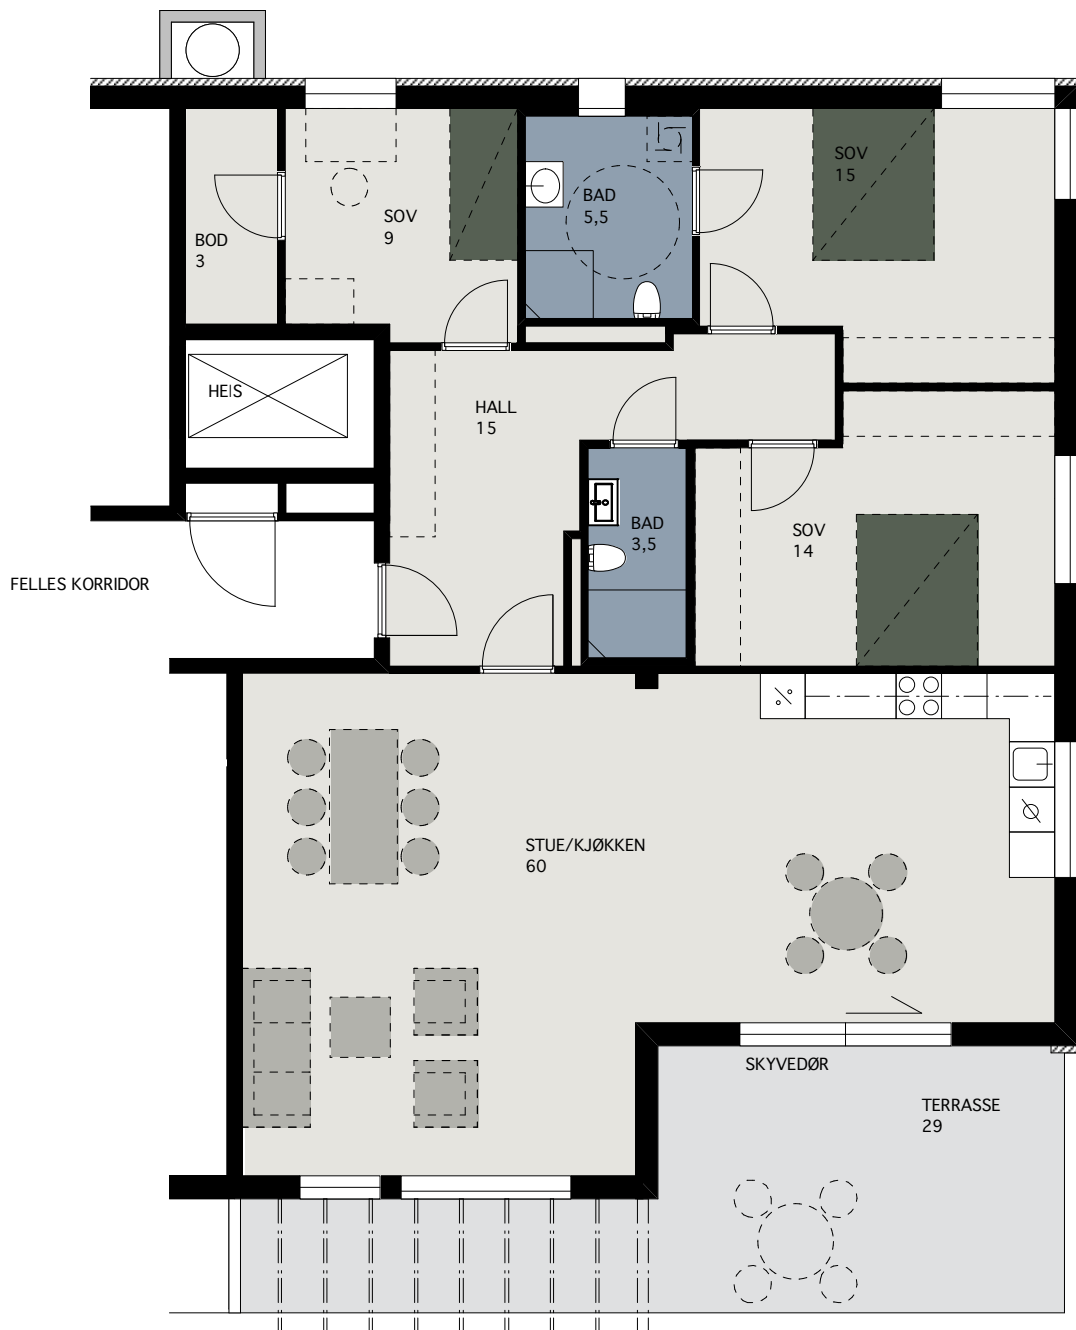 SOV
15
BAD
5,5
SOV
9
BOD
3
HEIS
HALL
15
BAD
3,5
SOV
14
FELLES KORRIDOR
STUE/KJØKKEN
60
SKYVEDØR
TERRASSE
29